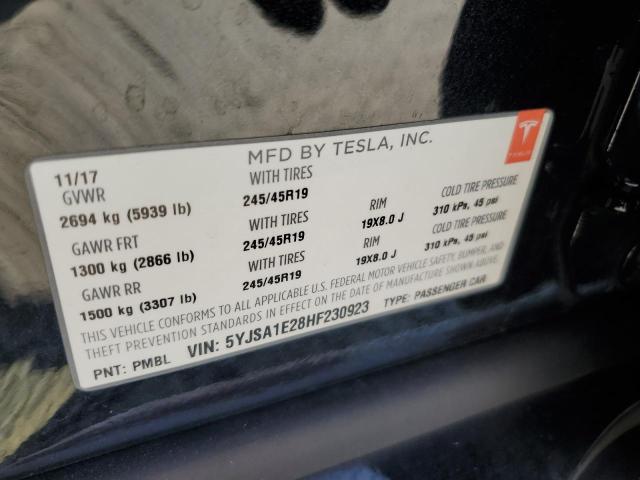 MFD BY TESLA, INC.
11/17
GVWR WITH TIRES RIM COLD TIRE PRESSURE
2694 kg (5939 lb) 245/45R19 19X8.0 J 310 kPa, 45 psi
GAWR FRT WITH TIRES RIM COLD TIRE PRESSURE
1300 kg (2866 lb) 245/45R19 19X8.0 J 310 kPa, 45 psi
GAWR RR WITH TIRES
1500 kg (3307 lb) 245/45R19
THIS VEHICLE CONFORMS TO ALL APPLICABLE U.S. FEDERAL MOTOR VEHICLE SAFETY, BUMPER, AND
THEFT PREVENTION STANDARDS IN EFFECT ON THE DATE OF MANUFACTURE SHOWN ABOVE.
PNT: PMBL VIN: 5YJSA1E28HF230923 TYPE: PASSENGER CAR
TESLA